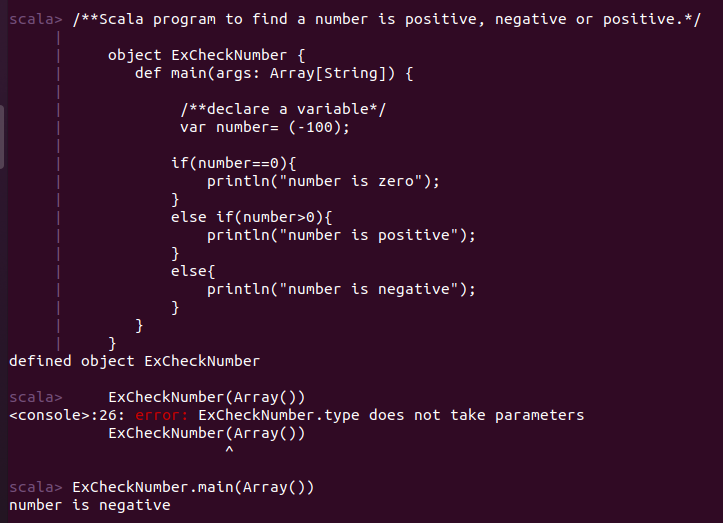 scala> /**Scala program to find a number is positive, negative or positive.*/
|
| object ExCheckNumber {
| def main(args: Array[String]) {
|
| /**declare a variable*/
| var number= (-100);
|
| if(number==0){
| println("number is zero");
| }
| else if(number>0){
| println("number is positive");
| }
| else{
| println("number is negative");
| }
| }
| }
defined object ExCheckNumber
scala> ExCheckNumber(Array())
<console>:26: error: ExCheckNumber.type does not take parameters
ExCheckNumber(Array())
^
scala> ExCheckNumber.main(Array())
number is negative